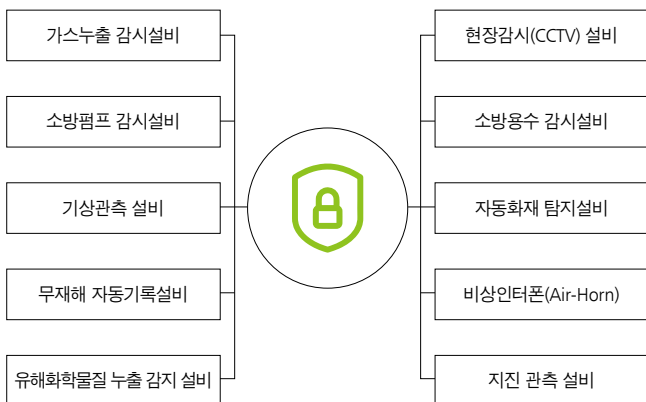 가스누출 감시설비
소방펌프 감시설비
기상관측 설비
무재해 자동기록설비
유해화학물질 누출 감지 설비
현장감시(CCTV) 설비
소방용수 감시설비
자동화재 탐지설비
비상인터폰(Air-Horn)
지진 관측 설비